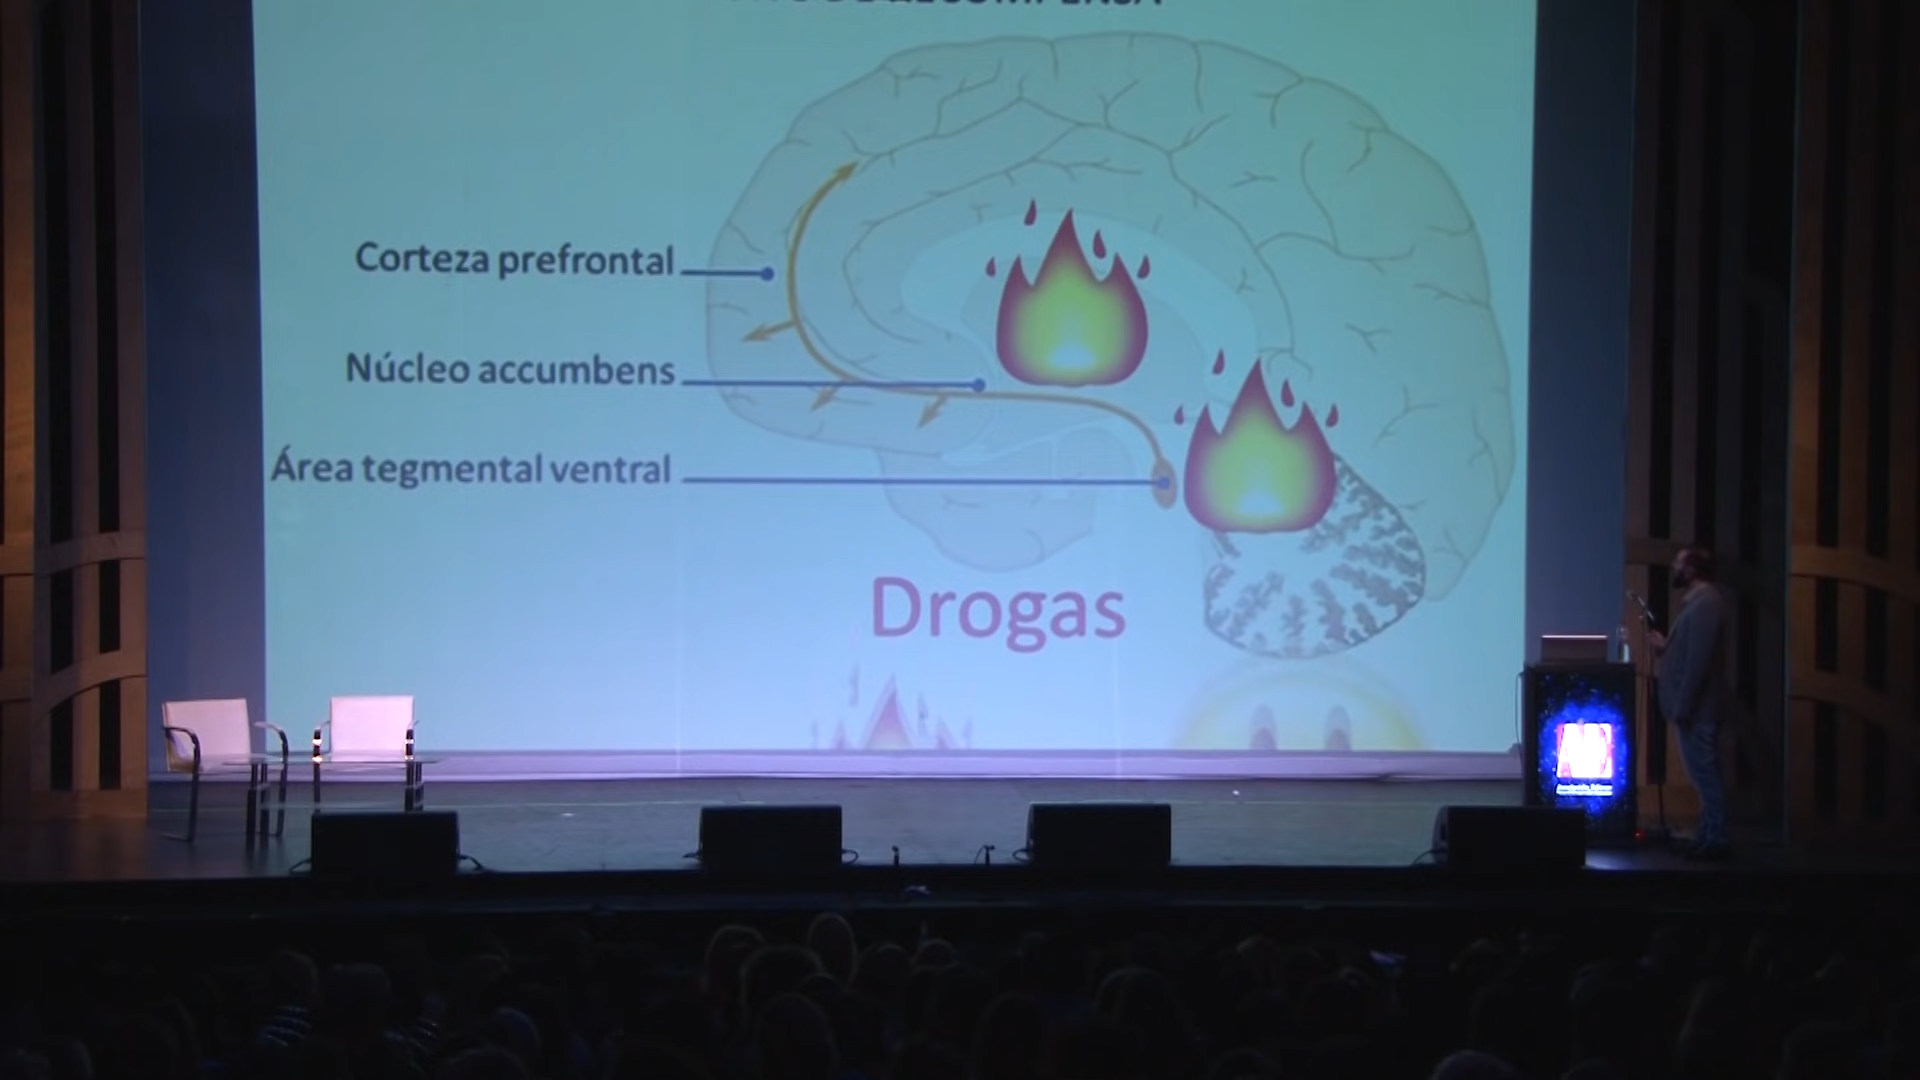 Corteza prefrontal
Núcleo accumbens
Área tegmental ventral
Drogas